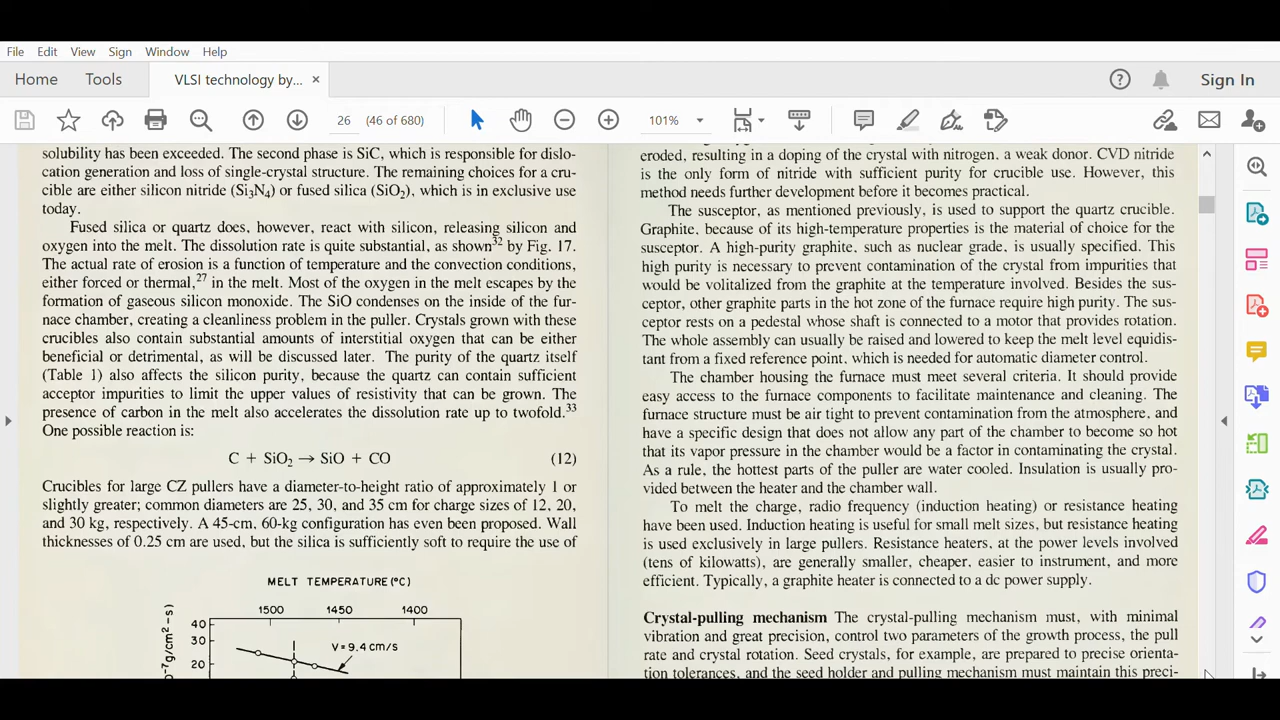 File Edit View Sign Window Help
Home Tools VLSI technology by... × Sign In
26 (46 of 680) 101%
solubility has been exceeded. The second phase is SiC, which is responsible for dislo-
cation generation and loss of single-crystal structure. The remaining choices for a cru-
cible are either silicon nitride (Si₃N₄) or fused silica (SiO₂), which is in exclusive use
today.
Fused silica or quartz does, however, react with silicon, releasing silicon and
oxygen into the melt. The dissolution rate is quite substantial, as shown³² by Fig. 17.
The actual rate of erosion is a function of temperature and the convection conditions,
either forced or thermal,²⁷ in the melt. Most of the oxygen in the melt escapes by the
formation of gaseous silicon monoxide. The SiO condenses on the inside of the fur-
nace chamber, creating a cleanliness problem in the puller. Crystals grown with these
crucibles also contain substantial amounts of interstitial oxygen that can be either
beneficial or detrimental, as will be discussed later. The purity of the quartz itself
(Table 1) also affects the silicon purity, because the quartz can contain sufficient
acceptor impurities to limit the upper values of resistivity that can be grown. The
presence of carbon in the melt also accelerates the dissolution rate up to twofold.³³
One possible reaction is:
C + SiO₂ → SiO + CO (12)
Crucibles for large CZ pullers have a diameter-to-height ratio of approximately 1 or
slightly greater; common diameters are 25, 30, and 35 cm for charge sizes of 12, 20,
and 30 kg, respectively. A 45-cm, 60-kg configuration has even been proposed. Wall
thicknesses of 0.25 cm are used, but the silica is sufficiently soft to require the use of
MELT TEMPERATURE (°C)
1500 1450 1400
40
30
20
V = 9.4 cm/s
⁻⁷g/cm²-s)
eroded, resulting in a doping of the crystal with nitrogen, a weak donor. CVD nitride
is the only form of nitride with sufficient purity for crucible use. However, this
method needs further development before it becomes practical.
The susceptor, as mentioned previously, is used to support the quartz crucible.
Graphite, because of its high-temperature properties is the material of choice for the
susceptor. A high-purity graphite, such as nuclear grade, is usually specified. This
high purity is necessary to prevent contamination of the crystal from impurities that
would be volitalized from the graphite at the temperature involved. Besides the sus-
ceptor, other graphite parts in the hot zone of the furnace require high purity. The sus-
ceptor rests on a pedestal whose shaft is connected to a motor that provides rotation.
The whole assembly can usually be raised and lowered to keep the melt level equidis-
tant from a fixed reference point, which is needed for automatic diameter control.
The chamber housing the furnace must meet several criteria. It should provide
easy access to the furnace components to facilitate maintenance and cleaning. The
furnace structure must be air tight to prevent contamination from the atmosphere, and
have a specific design that does not allow any part of the chamber to become so hot
that its vapor pressure in the chamber would be a factor in contaminating the crystal.
As a rule, the hottest parts of the puller are water cooled. Insulation is usually pro-
vided between the heater and the chamber wall.
To melt the charge, radio frequency (induction heating) or resistance heating
have been used. Induction heating is useful for small melt sizes, but resistance heating
is used exclusively in large pullers. Resistance heaters, at the power levels involved
(tens of kilowatts), are generally smaller, cheaper, easier to instrument, and more
efficient. Typically, a graphite heater is connected to a dc power supply.
Crystal-pulling mechanism The crystal-pulling mechanism must, with minimal
vibration and great precision, control two parameters of the growth process, the pull
rate and crystal rotation. Seed crystals, for example, are prepared to precise orienta-
tion tolerances, and the seed holder and pulling mechanism must maintain this preci-